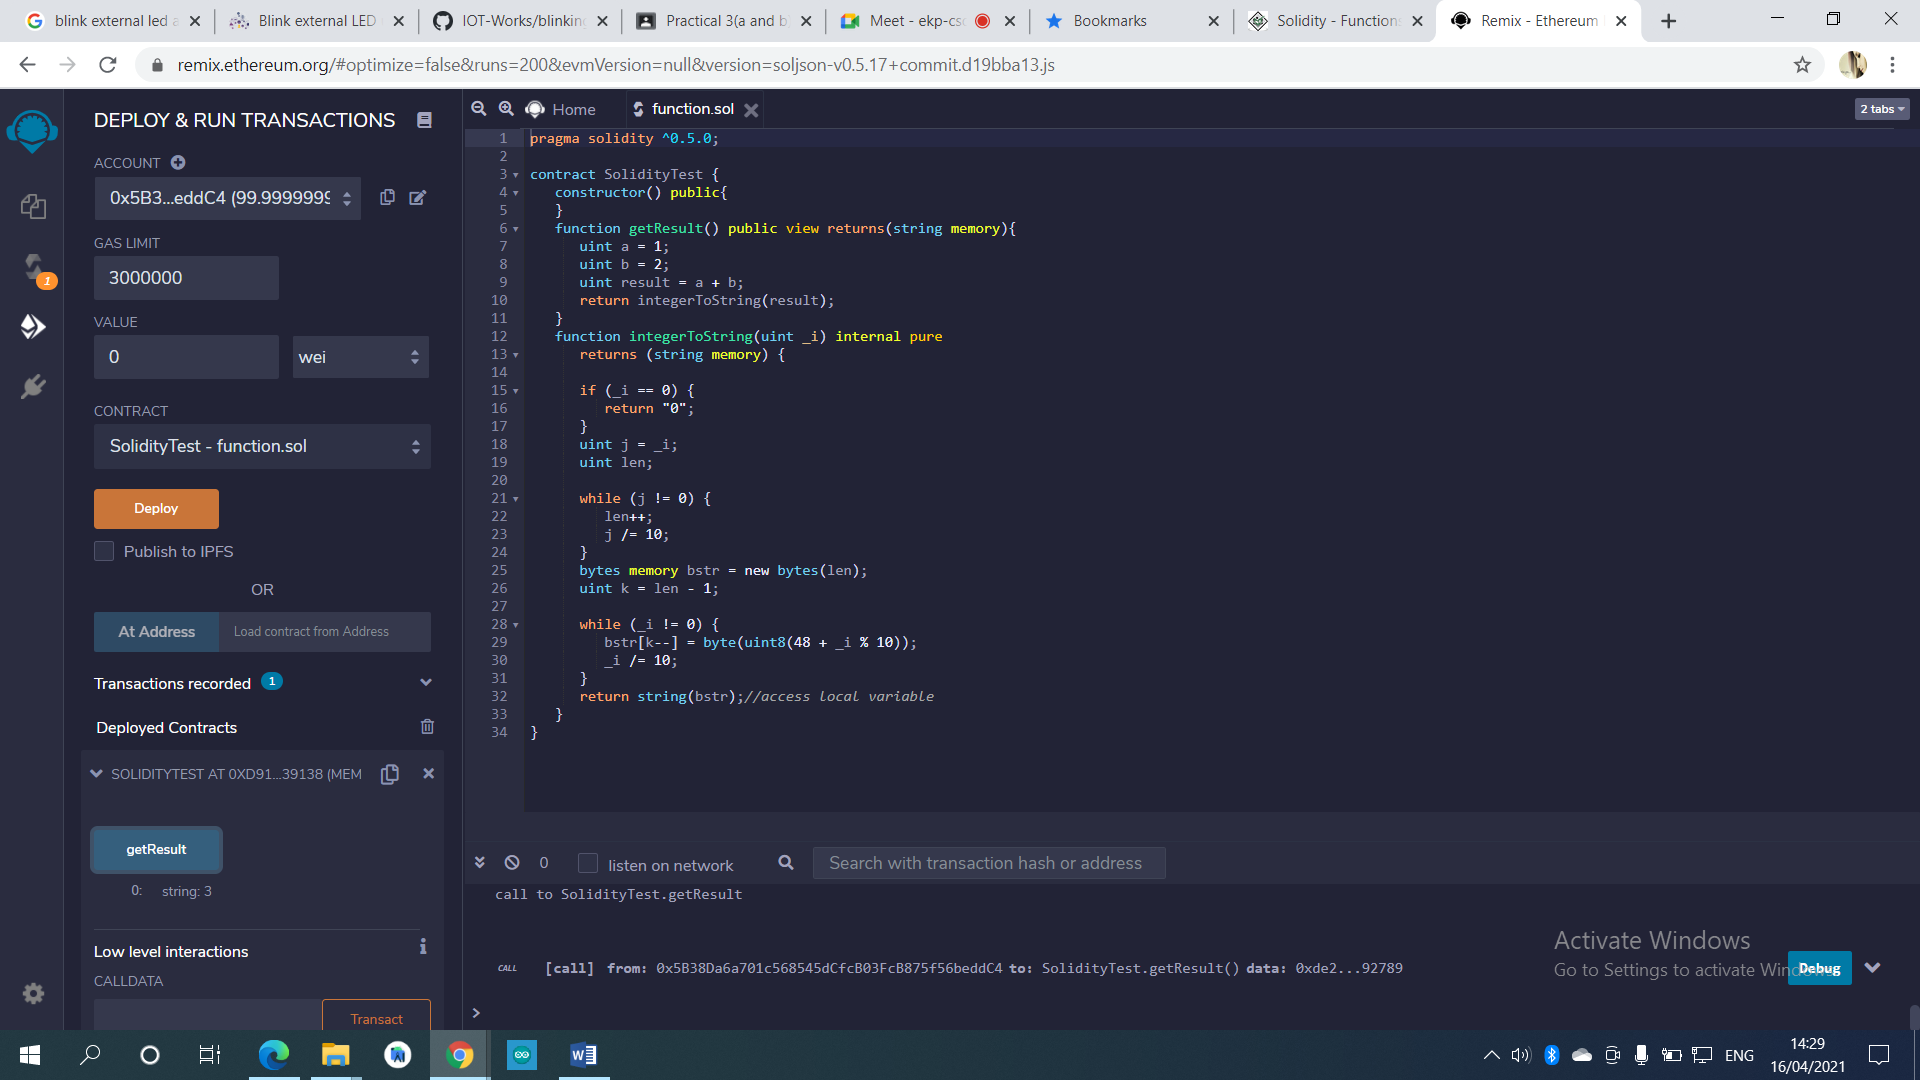 blink external led a
Blink external LED
IOT-Works/blinking
Practical 3(a and b)
Meet - ekp-csc
Bookmarks
Solidity - Functions
Remix - Ethereum
remix.ethereum.org/#optimize=false&runs=200&evmVersion=null&version=soljson-v0.5.17+commit.d19bba13.js
DEPLOY & RUN TRANSACTIONS
ACCOUNT
0x5B3...eddC4 (99.9999999
GAS LIMIT
3000000
VALUE
0
wei
CONTRACT
SolidityTest - function.sol
Deploy
Publish to IPFS
OR
At Address
Load contract from Address
Transactions recorded 1
Deployed Contracts
SOLIDITYTEST AT 0XD91...39138 (MEM
getResult
0: string: 3
Low level interactions
i
CALLDATA
Transact
1
Home
function.sol
2 tabs
1 pragma solidity ^0.5.0;
2
3 contract SolidityTest {
4 constructor() public{
5 }
6 function getResult() public view returns(string memory){
7 uint a = 1;
8 uint b = 2;
9 uint result = a + b;
10 return integerToString(result);
11 }
12 function integerToString(uint _i) internal pure
13 returns (string memory) {
14
15 if (_i == 0) {
16 return "0";
17 }
18 uint j = _i;
19 uint len;
20
21 while (j != 0) {
22 len++;
23 j /= 10;
24 }
25 bytes memory bstr = new bytes(len);
26 uint k = len - 1;
27
28 while (_i != 0) {
29 bstr[k--] = byte(uint8(48 + _i % 10));
30 _i /= 10;
31 }
32 return string(bstr);//access local variable
33 }
34 }
0
listen on network
Search with transaction hash or address
call to SolidityTest.getResult
CALL [call] from: 0x5B38Da6a701c568545dCfcB03FcB875f56beddC4 to: SolidityTest.getResult() data: 0xde2...92789
Debug
>
Activate Windows
Go to Settings to activate Windows.
ENG
14:29
16/04/2021